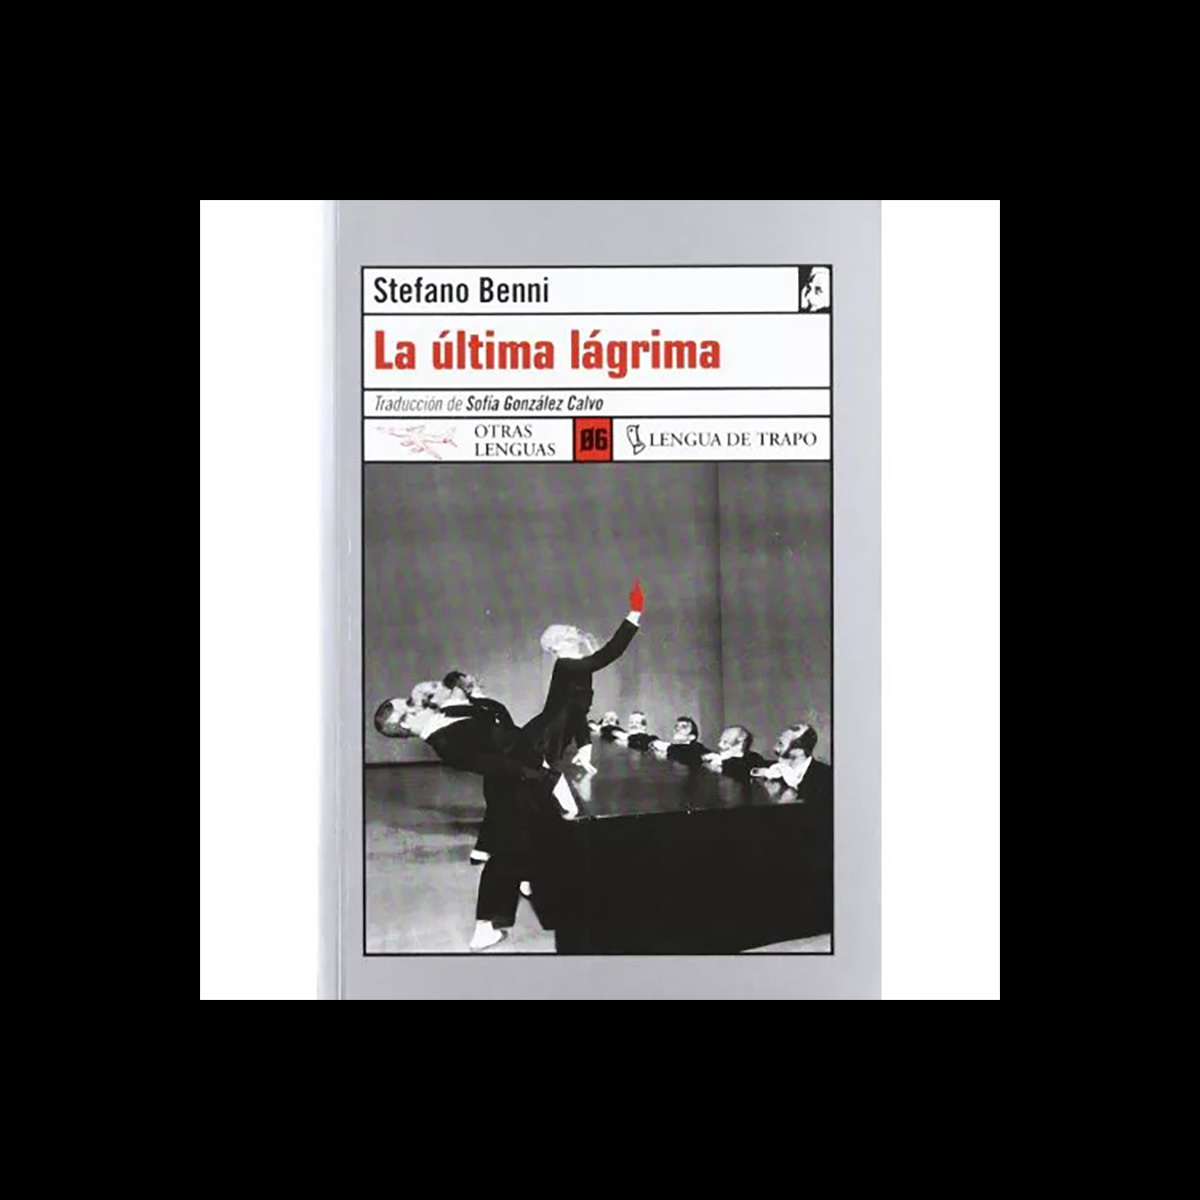 Stefano Benni
La última lágrima
Traducción de Sofía González Calvo
OTRAS
LENGUAS
06
LENGUA DE TRAPO